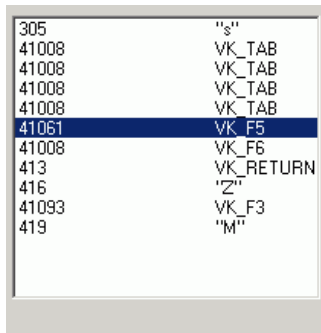 305 "s"
41008 VK_TAB
41008 VK_TAB
41008 VK_TAB
41008 VK_TAB
41061 VK_F5
41008 VK_F6
413 VK_RETURN
416 "Z"
41093 VK_F3
419 "M"